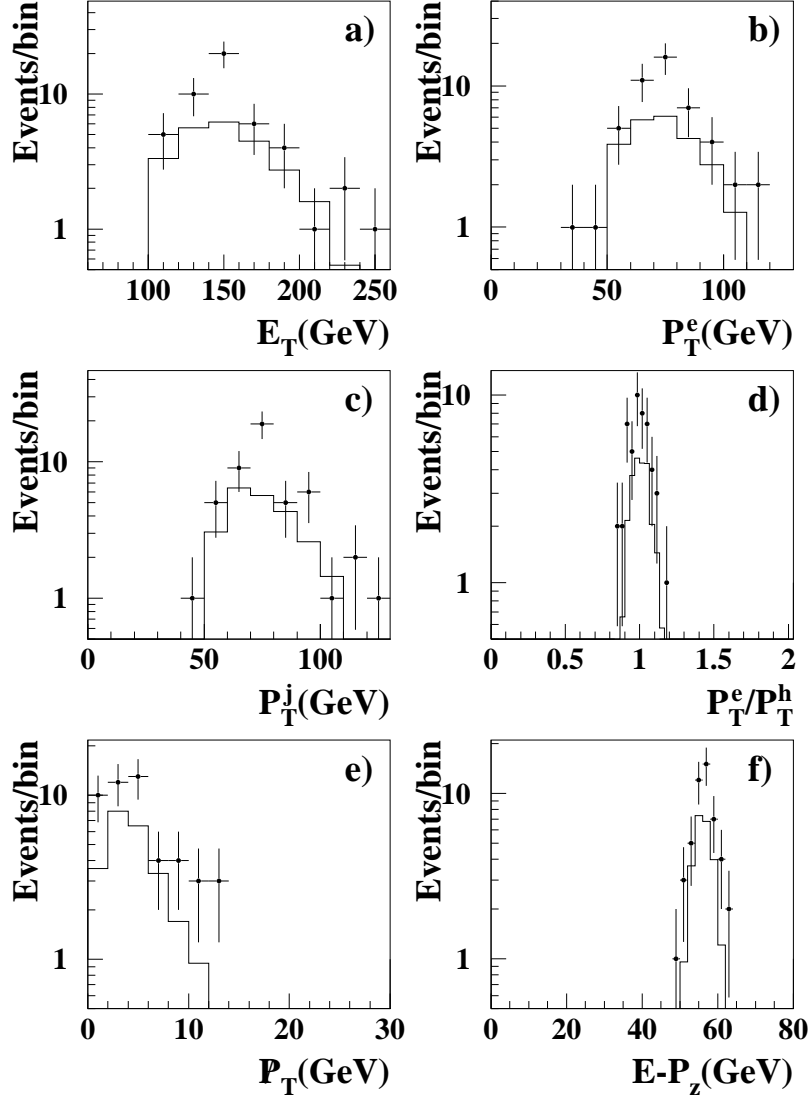 a) b)
Events/bin Events/bin
10 10
1 1
100 150 200 250 0 50 100
E_T(GeV) P_T^e(GeV)
c) d)
Events/bin Events/bin
10 10
1 1
0 50 100 0 0.5 1 1.5 2
P_T^j(GeV) P_T^e/P_T^h
e) f)
Events/bin Events/bin
10 10
1 1
0 10 20 30 0 20 40 60 80
P̸_T(GeV) E-P_z(GeV)